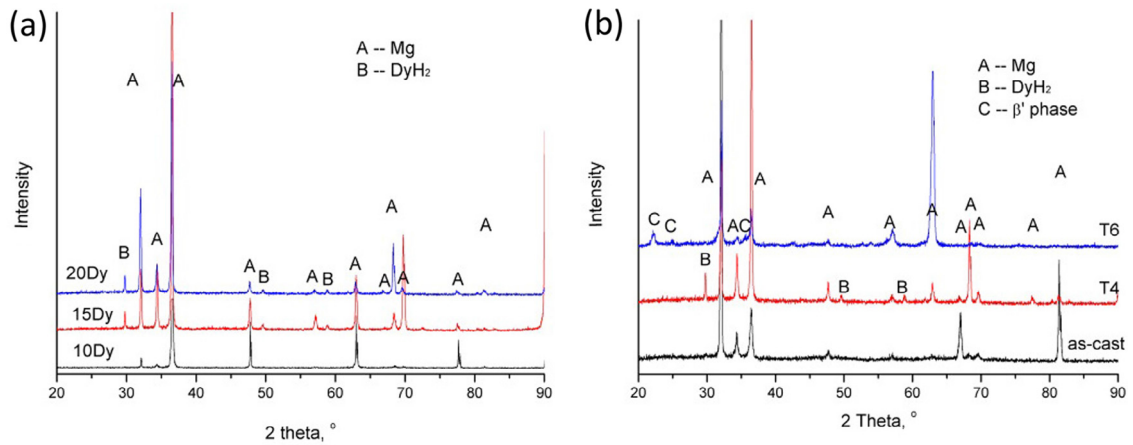 (a)
A -- Mg
B -- DyH₂
A
A
B
A
A
A
B
A
B
A
A
A
A
A
20Dy
15Dy
10Dy
Intensity
20
30
40
50
60
70
80
90
2 theta, °
(b)
A -- Mg
B -- DyH₂
C -- β' phase
A
A
A
C
C
A
C
A
A
A
A
A
A
A
T6
B
B
B
T4
as-cast
Intensity
20
30
40
50
60
70
80
90
2 Theta, °